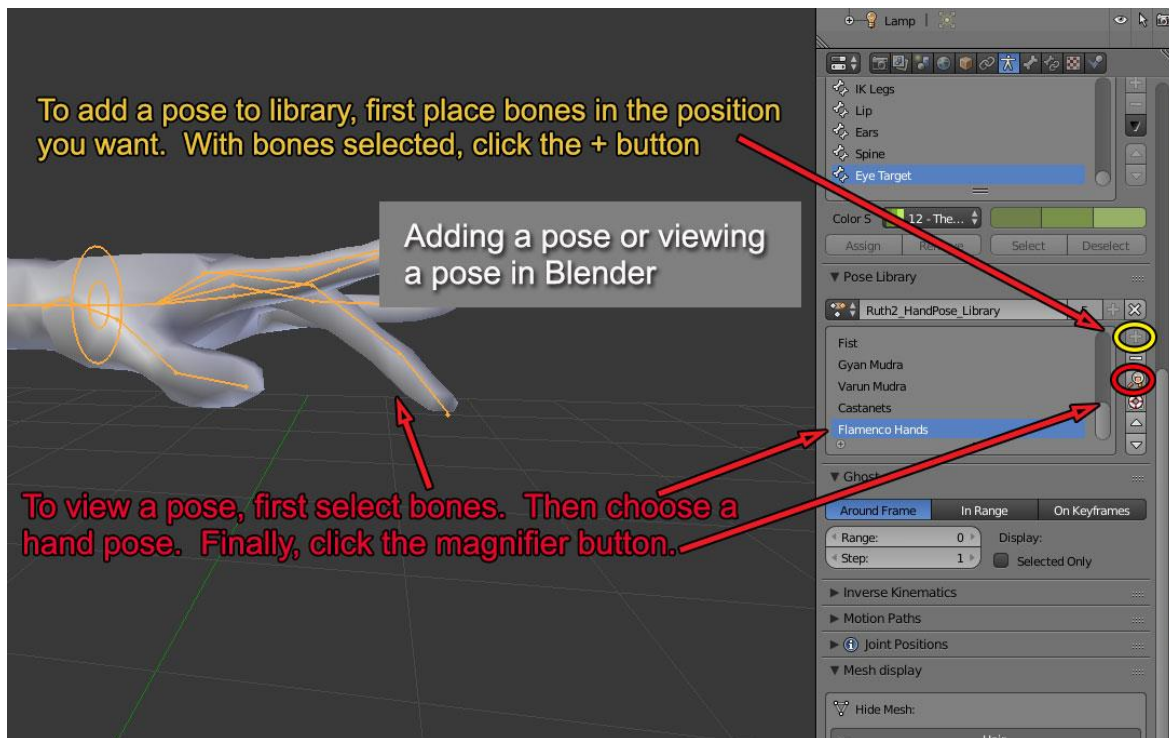 Lamp
To add a pose to library, first place bones in the position
you want. With bones selected, click the + button
Adding a pose or viewing
a pose in Blender
To view a pose, first select bones. Then choose a
hand pose. Finally, click the magnifier button.
IK Legs
Lip
Ears
Spine
Eye Target
Color S 12 - The...
Assign Select Deselect
Pose Library
Ruth2_HandPose_Library
Fist
Gyan Mudra
Varun Mudra
Castanets
Flamenco Hands
Ghost
Around Frame In Range On Keyframes
Range: 0 Display:
Step: 1 Selected Only
Inverse Kinematics
Motion Paths
Joint Positions
Mesh display
Hide Mesh: